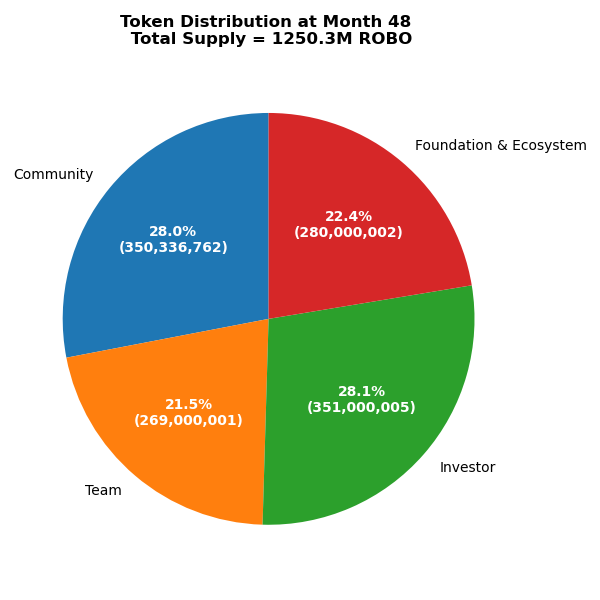 Token Distribution at Month 48
Total Supply = 1250.3M ROBO
Foundation & Ecosystem
Community
22.4%
(280,000,002)
28.0%
(350,336,762)
28.1%
(351,000,005)
21.5%
(269,000,001)
Investor
Team